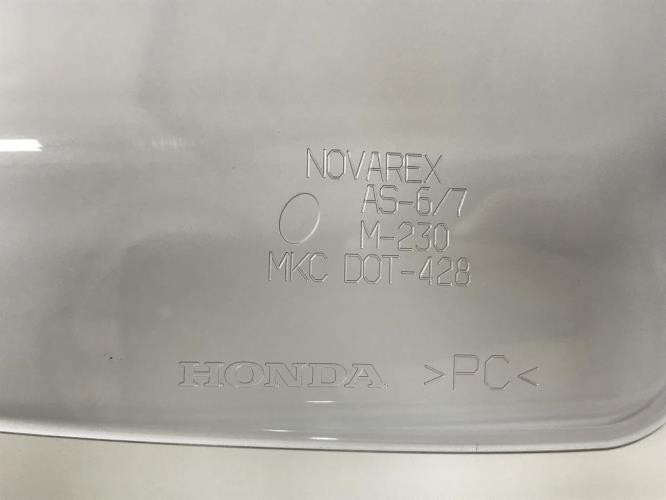 NOVAREX
AS-6/7
M-230
MKC DOT-428
HONDA >PC<